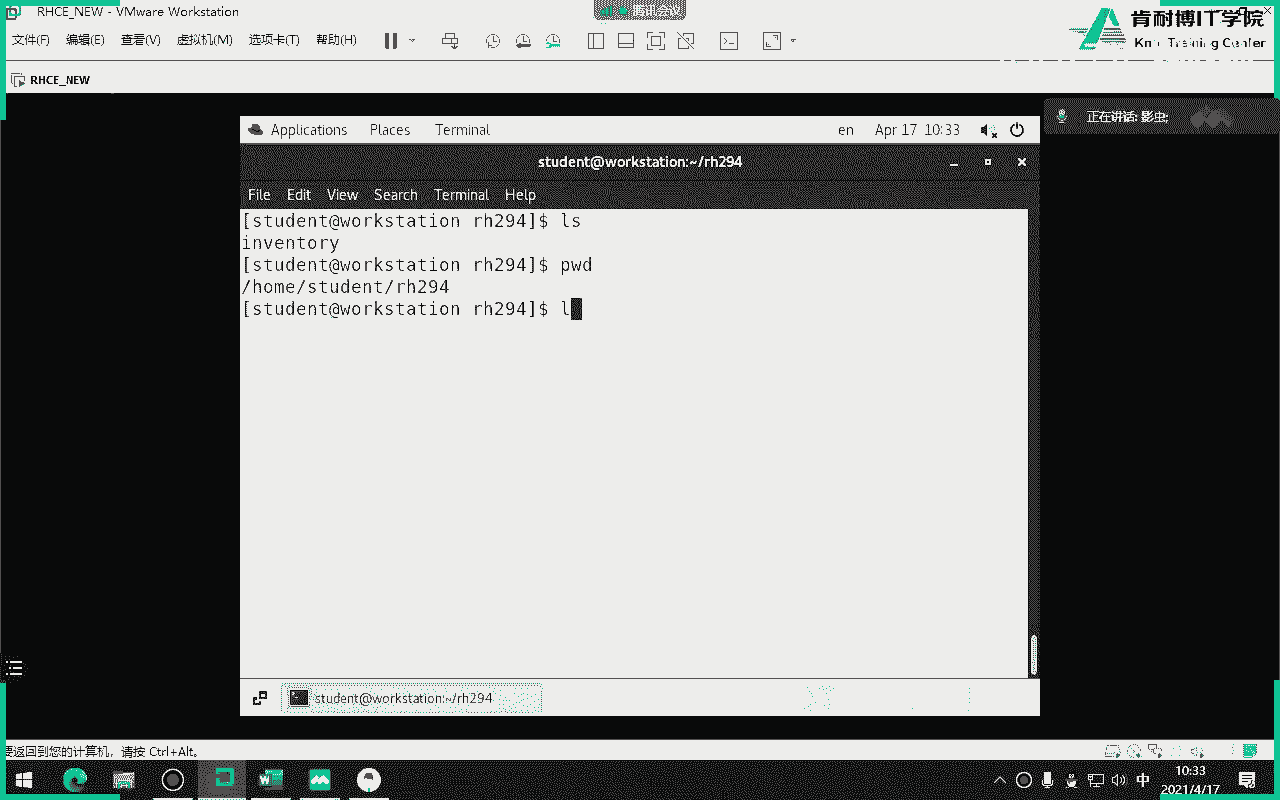 RHCE_NEW - VMware Workstation
腾讯会议
肯耐博IT学院
Training Center
文件(F) 编辑(E) 查看(V) 虚拟机(M) 选项卡(T) 帮助(H)
RHCE_NEW
正在讲话: 影虫;
Applications Places Terminal en Apr 17 10:33
student@workstation:~/rh294
File Edit View Search Terminal Help
[student@workstation rh294]$ ls
inventory
[student@workstation rh294]$ pwd
/home/student/rh294
[student@workstation rh294]$ l
student@workstation:~/rh294
要返回到您的计算机，请按 Ctrl+Alt。
中
10:33
2021/4/17